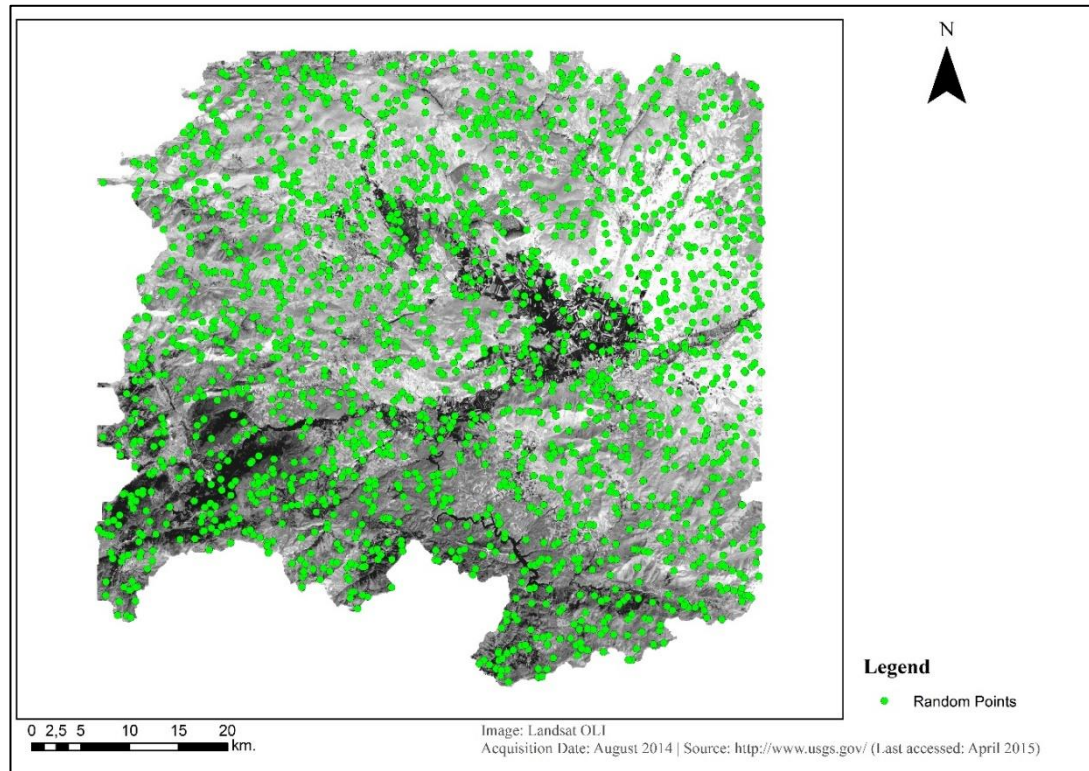 N
Legend
Random Points
0 2,5 5 10 15 20
km.
Image: Landsat OLI
Acquisition Date: August 2014 | Source: http://www.usgs.gov/ (Last accessed: April 2015)